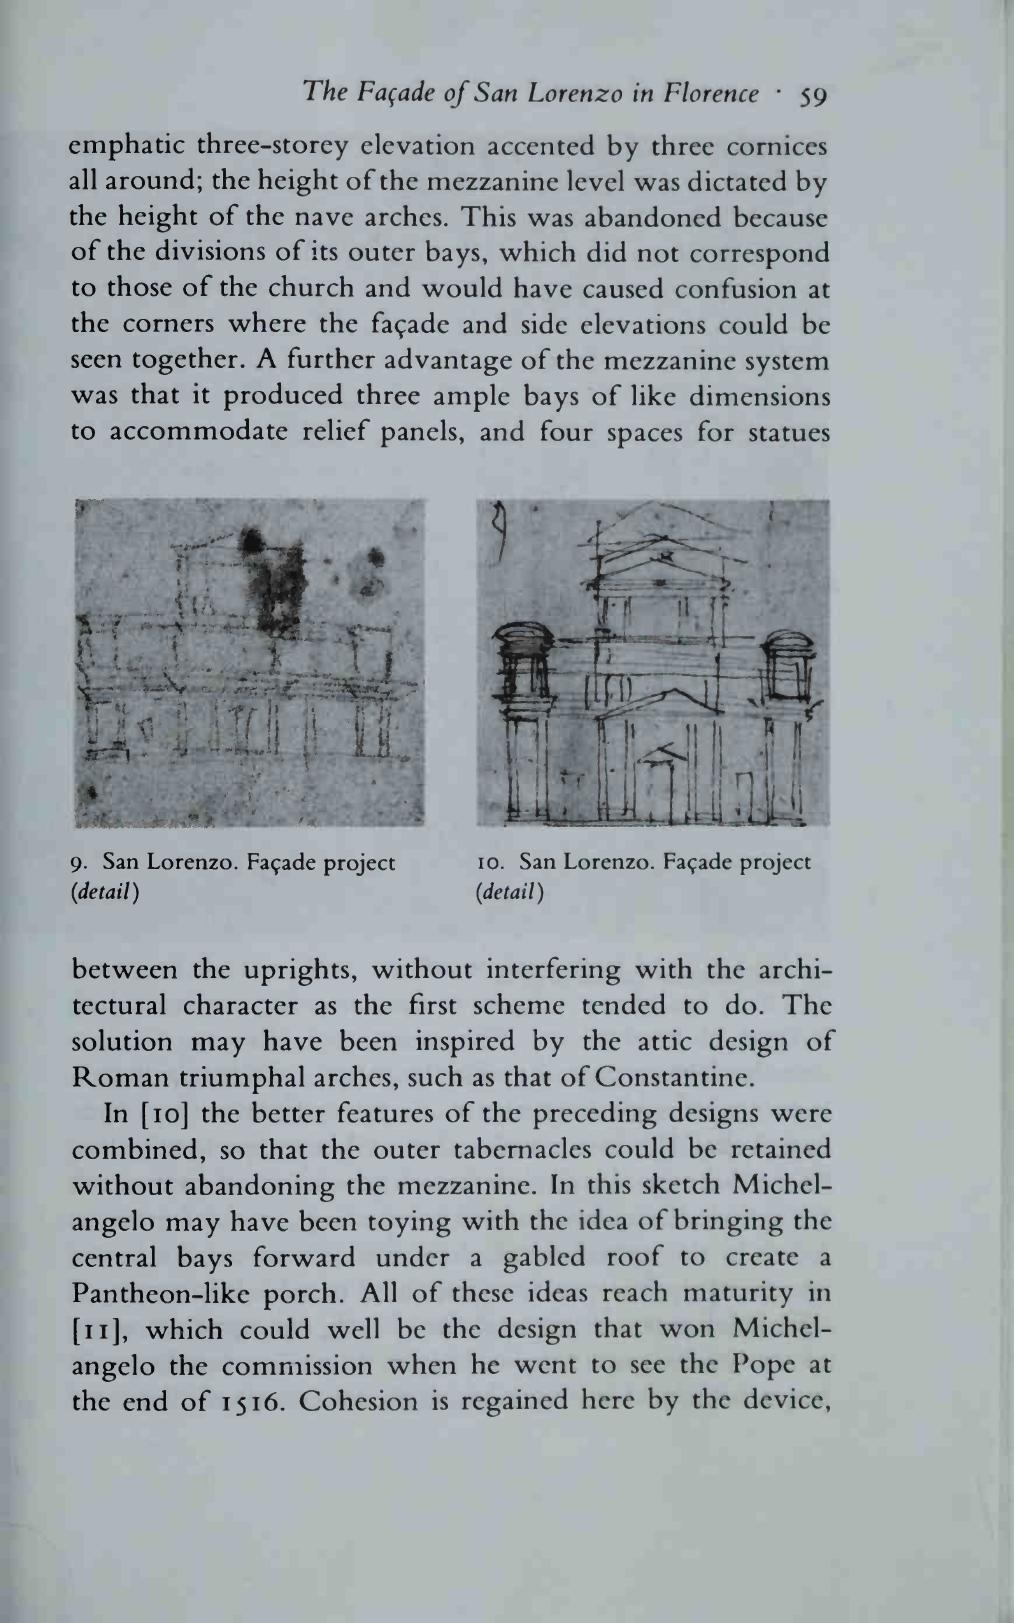 The Façade of San Lorenzo in Florence · 59
emphatic three-storey elevation accented by three cornices
all around; the height of the mezzanine level was dictated by
the height of the nave arches. This was abandoned because
of the divisions of its outer bays, which did not correspond
to those of the church and would have caused confusion at
the corners where the façade and side elevations could be
seen together. A further advantage of the mezzanine system
was that it produced three ample bays of like dimensions
to accommodate relief panels, and four spaces for statues
9. San Lorenzo. Façade project
(detail)
10. San Lorenzo. Façade project
(detail)
between the uprights, without interfering with the archi-
tectural character as the first scheme tended to do. The
solution may have been inspired by the attic design of
Roman triumphal arches, such as that of Constantine.
In [10] the better features of the preceding designs were
combined, so that the outer tabernacles could be retained
without abandoning the mezzanine. In this sketch Michel-
angelo may have been toying with the idea of bringing the
central bays forward under a gabled roof to create a
Pantheon-like porch. All of these ideas reach maturity in
[11], which could well be the design that won Michel-
angelo the commission when he went to see the Pope at
the end of 1516. Cohesion is regained here by the device,